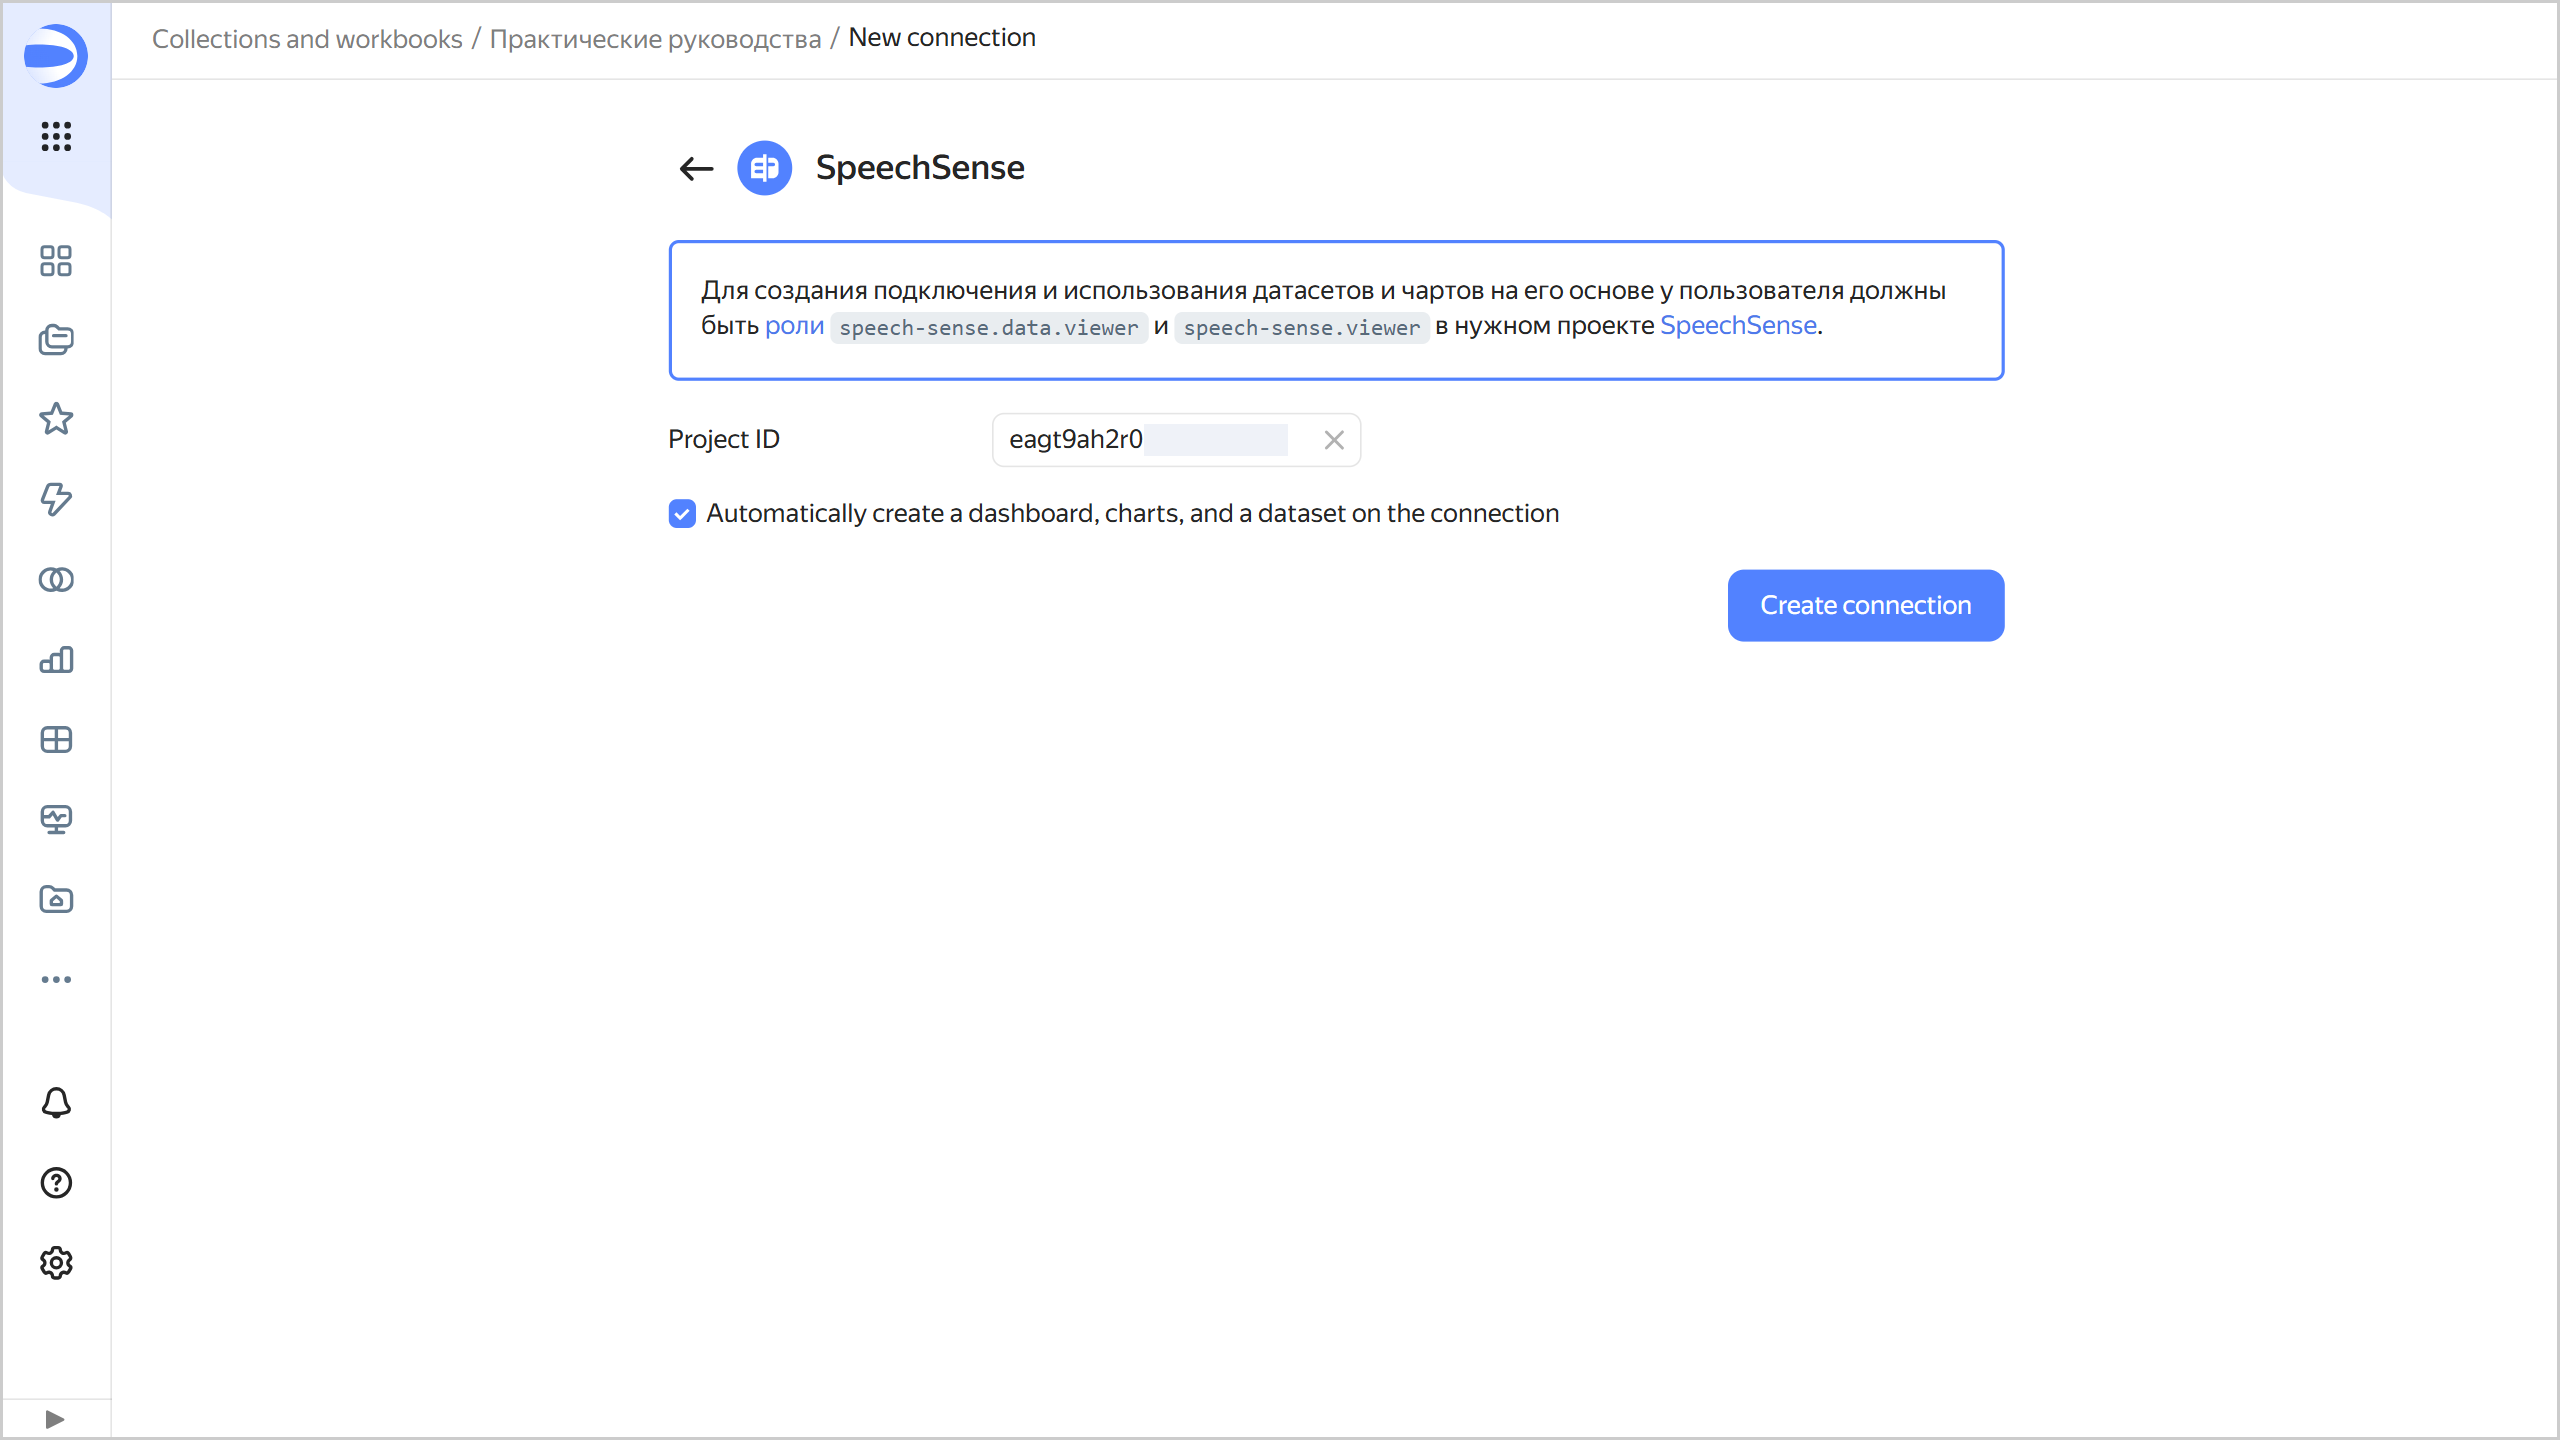 Collections and workbooks / Практические руководства / New connection
SpeechSense
Для создания подключения и использования датасетов и чартов на его основе у пользователя должны
быть роли speech-sense.data.viewer и speech-sense.viewer в нужном проекте SpeechSense.
Project ID eagt9ah2r0
Automatically create a dashboard, charts, and a dataset on the connection
Create connection